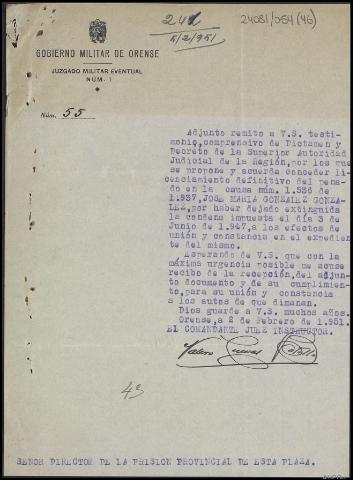 241
5/2/951
24081/054 (46)
GOBIERNO MILITAR DE ORENSE
JUZGADO MILITAR EVENTUAL
NÚM. 1
Núm. 55
Adjunto remito a V.S. testi-
monio, comprensivo de Dictamen y
Decreto de la Superior Autoridad
Judicial de la Región, por los que
se propone y acuerda conceder li-
cenciamiento definitivo del pena-
do en la causa núm. 1.536 de
1.937, JOSE MARIA GONZALEZ GONZA-
LEZ, por haber dejado extinguida
la condena impuesta el día 3 de
Junio de 1.947, a los efectos de
unión y constancia en el expedien-
te del mismo.
Esperando de V.S. que con la
máxima urgencia posible me acuse
recibo de la recepción, del adjun-
to documento y de su cumplimien-
to, para su unión y constancia
a los autos de que dimanan.
Dios guarde a V.S. muchos años.
Orense, a 2 de Febrero de 1.951.
EL COMANDANTE JUEZ INSTRUCTOR.
SEÑOR DIRECTOR DE LA PRISION PROVINCIAL DE ESTA PLAZA.